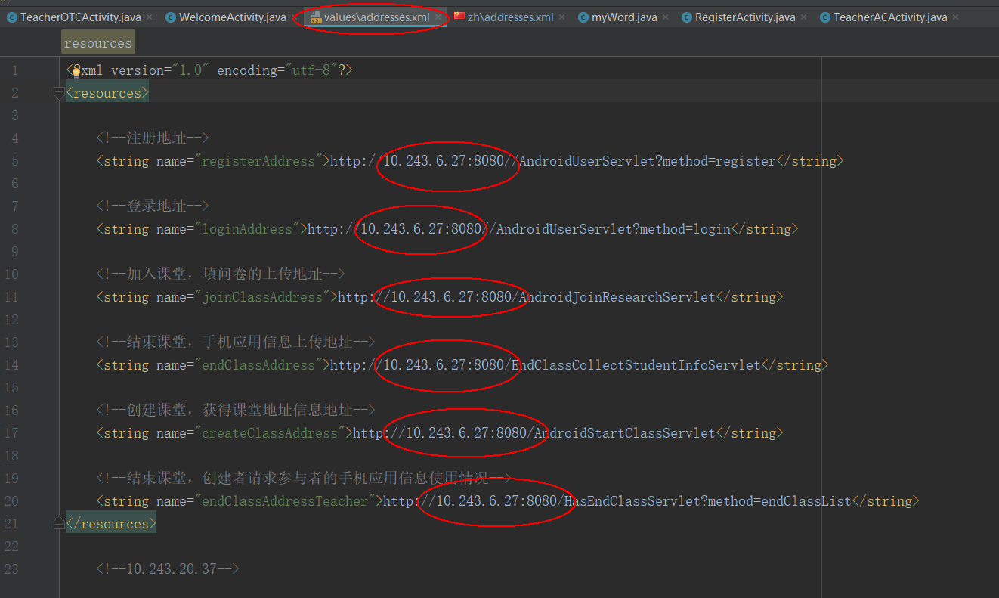 TeacherOTCActivity.java × WelcomeActivity.java values\addresses.xml × zh\addresses.xml × myWord.java × RegisterActivity.java × TeacherACActivity.java ×
resources
1 <?xml version="1.0" encoding="utf-8"?>
2 <resources>
3
4 <!--注册地址-->
5 <string name="registerAddress">http://10.243.6.27:8080//AndroidUserServlet?method=register</string>
6
7 <!--登录地址-->
8 <string name="loginAddress">http://10.243.6.27:8080//AndroidUserServlet?method=login</string>
9
10 <!--加入课堂，填问卷的上传地址-->
11 <string name="joinClassAddress">http://10.243.6.27:8080/AndroidJoinResearchServlet</string>
12
13 <!--结束课堂，手机应用信息上传地址-->
14 <string name="endClassAddress">http://10.243.6.27:8080/EndClassCollectStudentInfoServlet</string>
15
16 <!--创建课堂，获得课堂地址信息地址-->
17 <string name="createClassAddress">http://10.243.6.27:8080/AndroidStartClassServlet</string>
18
19 <!--结束课堂，创建者请求参与者的手机应用信息使用情况-->
20 <string name="endClassAddressTeacher">http://10.243.6.27:8080/HasEndClassServlet?method=endClassList</string>
21 </resources>
22
23 <!--10.243.20.37-->